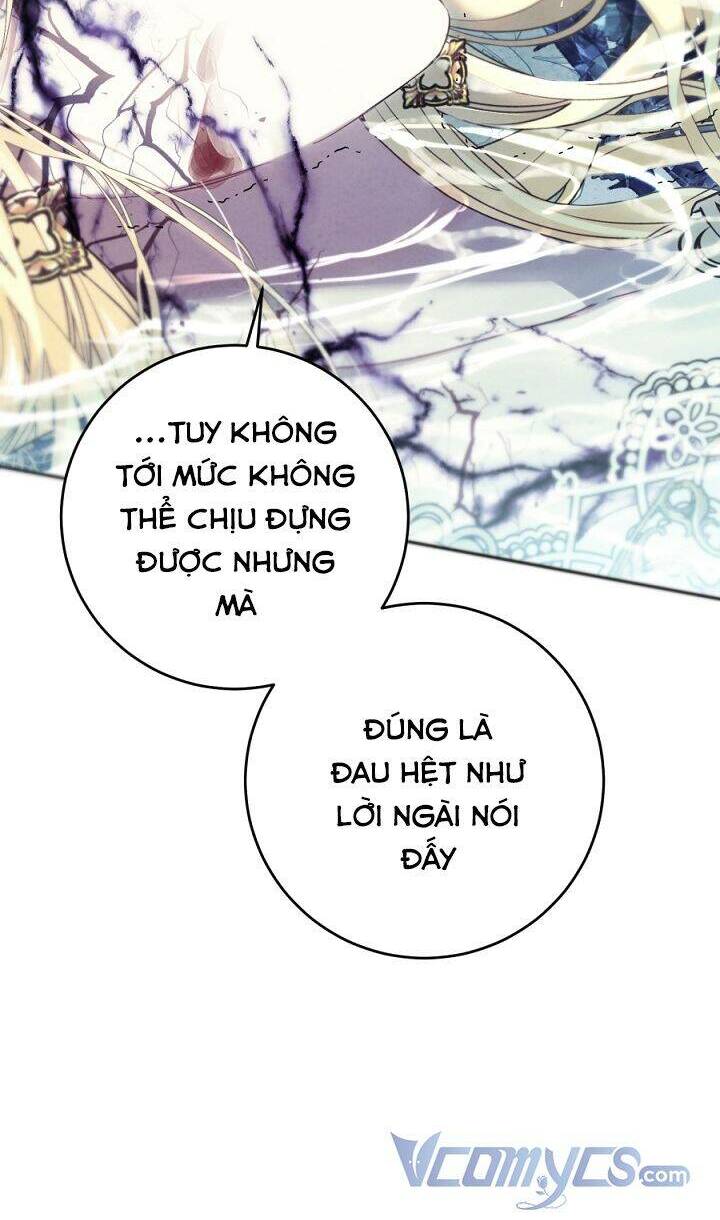 ...TUY KHÔNG
TỚI MỨC KHÔNG
THỂ CHỊU ĐỰNG
ĐƯỢC NHƯNG
MÀ
ĐÚNG LÀ
ĐAU HỆT NHƯ
LỜI NGÀI NÓI
ĐẤY
VCOMYCS.com